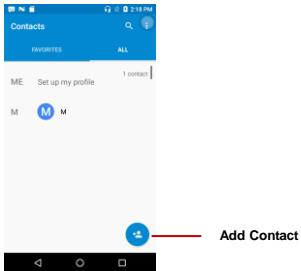 2:18 PM
Contacts
FAVORITES ALL
1 contact
ME Set up my profile
M M M
Add Contact